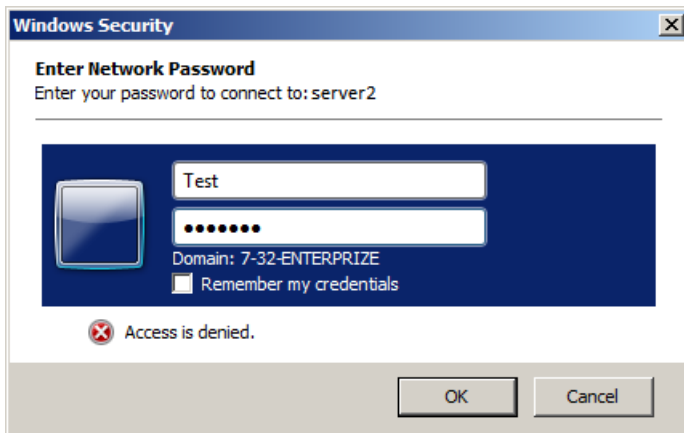 Windows Security
Enter Network Password
Enter your password to connect to: server2
Test
•••••••
Domain: 7-32-ENTERPRIZE
Remember my credentials
Access is denied.
OK Cancel